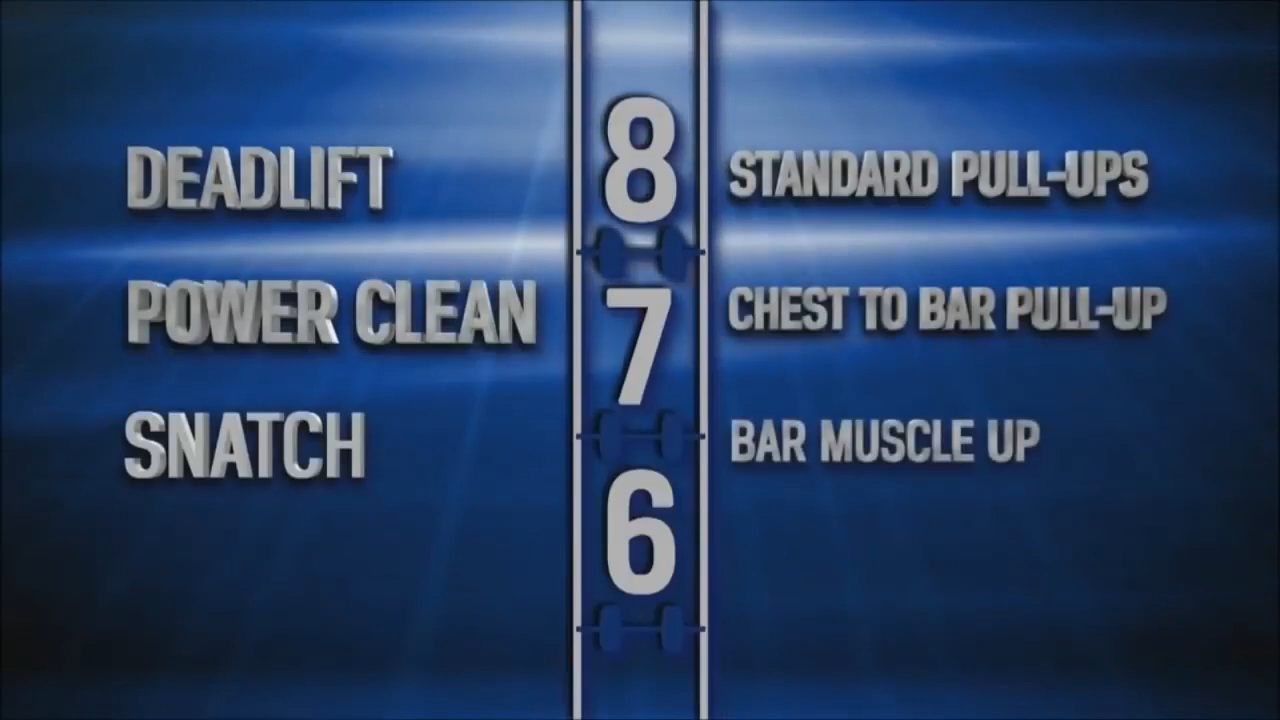 DEADLIFT
8
STANDARD PULL-UPS
POWER CLEAN
7
CHEST TO BAR PULL-UP
SNATCH
6
BAR MUSCLE UP